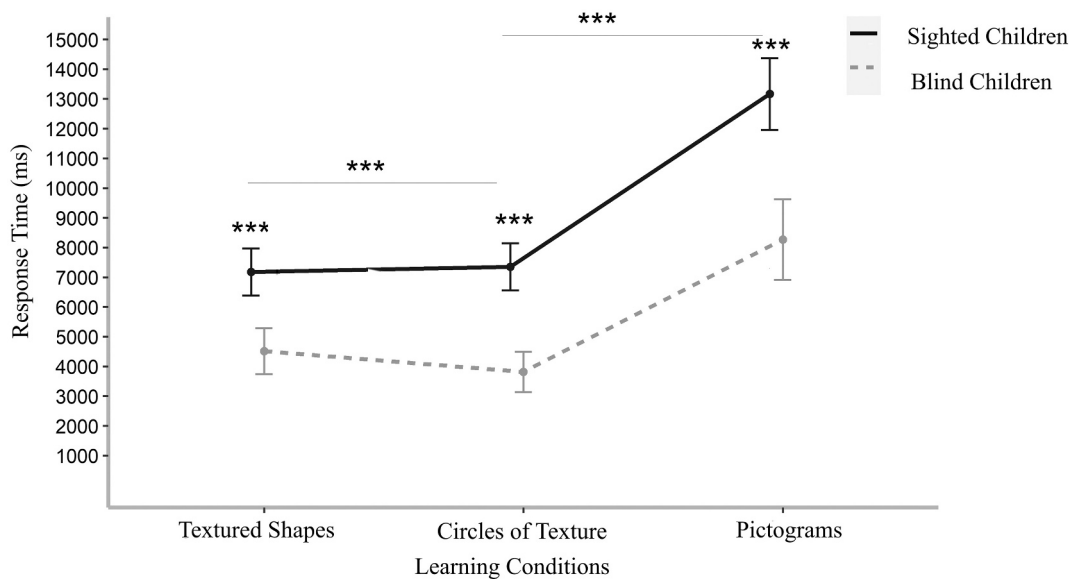 ***
***
Sighted Children
Blind Children
15000
14000
13000
12000
11000
10000
9000
8000
7000
6000
5000
4000
3000
2000
1000
***
***
***
Response Time (ms)
Textured Shapes
Circles of Texture
Pictograms
Learning Conditions